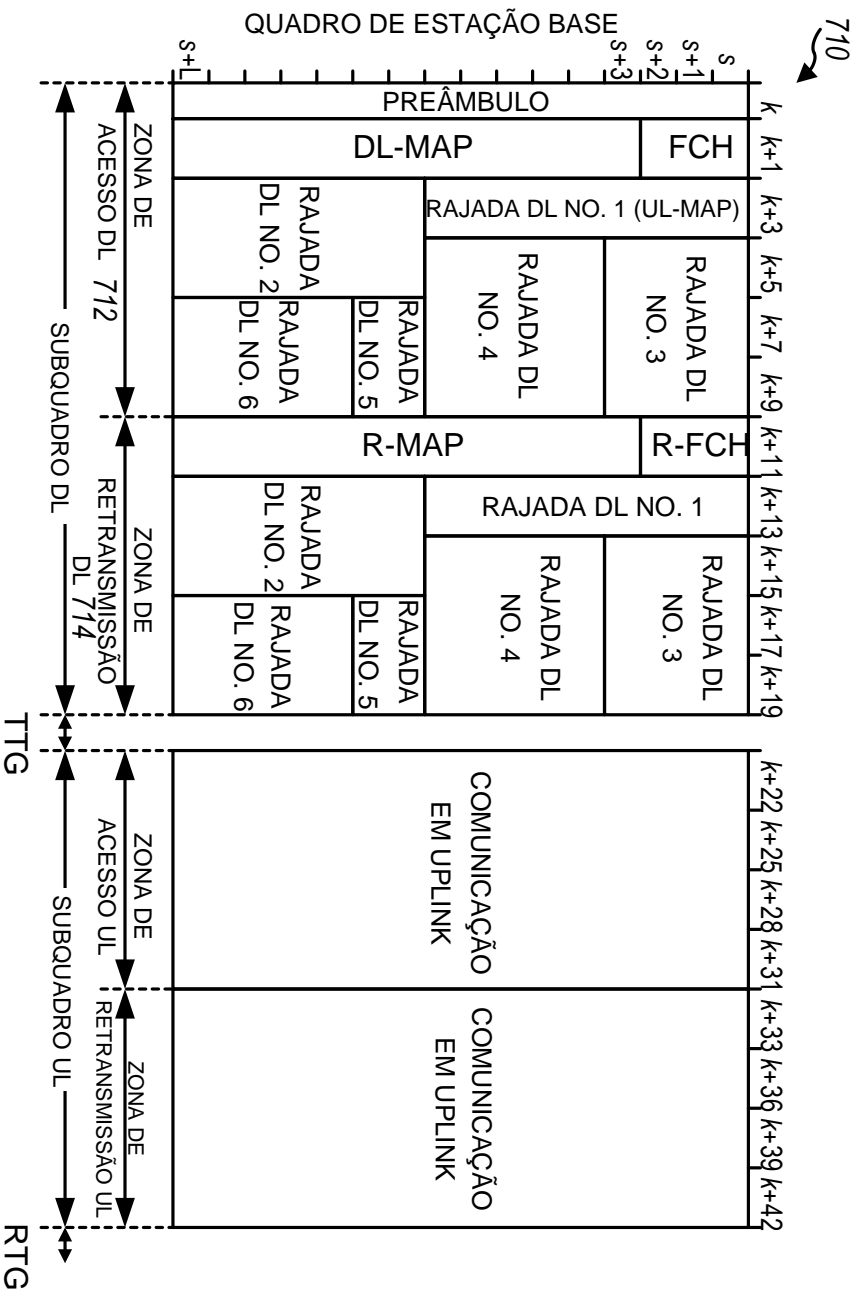 710
QUADRO DE ESTAÇÃO BASE
s
s+1
s+2
s+3
s+L
k
k+1
k+3
k+5
k+7
k+9
k+11
k+13
k+15
k+17
k+19
k+22
k+25
k+28
k+31
k+33
k+36
k+39
k+42
PREÂMBULO
FCH
DL-MAP
RAJADA DL NO. 1 (UL-MAP)
RAJADA
DL NO. 2
RAJADA DL
NO. 3
RAJADA DL
NO. 4
RAJADA
DL NO. 5
RAJADA
DL NO. 6
R-FCH
R-MAP
RAJADA DL NO. 1
RAJADA
DL NO. 2
RAJADA DL
NO. 3
RAJADA DL
NO. 4
RAJADA
DL NO. 5
RAJADA
DL NO. 6
COMUNICAÇÃO
EM UPLINK
COMUNICAÇÃO
EM UPLINK
ZONA DE
ACESSO DL 712
ZONA DE
RETRANSMISSÃO
DL 714
ZONA DE
ACESSO UL
ZONA DE
RETRANSMISSÃO UL
SUBQUADRO DL
TTG
SUBQUADRO UL
RTG